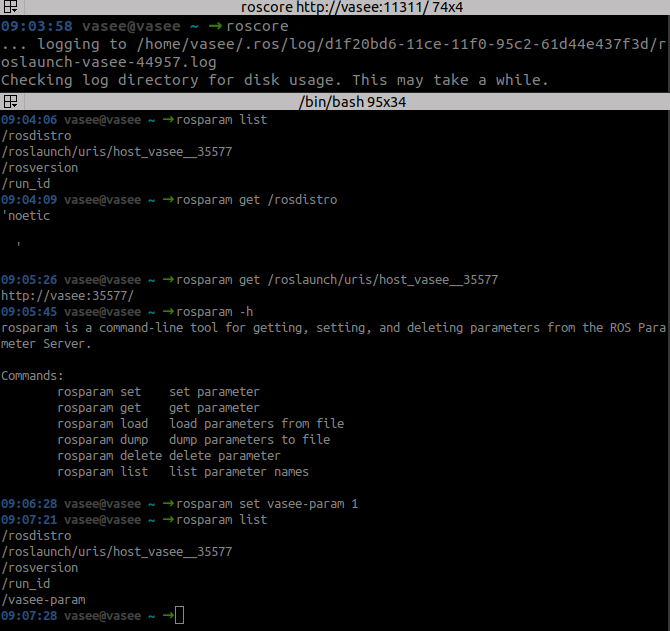 roscore http://vasee:11311/ 74x4
09:03:58 vasee@vasee ~ →roscore
... logging to /home/vasee/.ros/log/d1f20bd6-11ce-11f0-95c2-61d44e437f3d/r
oslaunch-vasee-44957.log
Checking log directory for disk usage. This may take a while.
/bin/bash 95x34
09:04:06 vasee@vasee ~ →rosparam list
/rosdistro
/roslaunch/uris/host_vasee__35577
/rosversion
/run_id
09:04:09 vasee@vasee ~ →rosparam get /rosdistro
'noetic
'
09:05:26 vasee@vasee ~ →rosparam get /roslaunch/uris/host_vasee__35577
http://vasee:35577/
09:05:45 vasee@vasee ~ →rosparam -h
rosparam is a command-line tool for getting, setting, and deleting parameters from the ROS Para
meter Server.
Commands:
rosparam set    set parameter
rosparam get    get parameter
rosparam load   load parameters from file
rosparam dump   dump parameters to file
rosparam delete delete parameter
rosparam list   list parameter names
09:06:28 vasee@vasee ~ →rosparam set vasee-param 1
09:07:21 vasee@vasee ~ →rosparam list
/rosdistro
/roslaunch/uris/host_vasee__35577
/rosversion
/run_id
/vasee-param
09:07:28 vasee@vasee ~ →